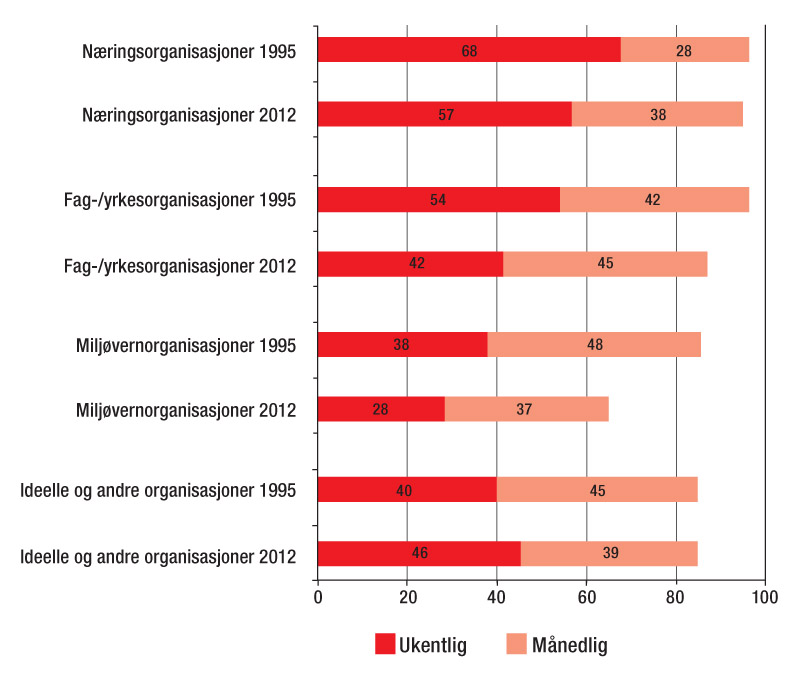 Næringsorganisasjoner 1995 68 28
Næringsorganisasjoner 2012 57 38
Fag-/yrkesorganisasjoner 1995 54 42
Fag-/yrkesorganisasjoner 2012 42 45
Miljøvernorganisasjoner 1995 38 48
Miljøvernorganisasjoner 2012 28 37
Ideelle og andre organisasjoner 1995 40 45
Ideelle og andre organisasjoner 2012 46 39
0 20 40 60 80 100
Ukentlig Månedlig